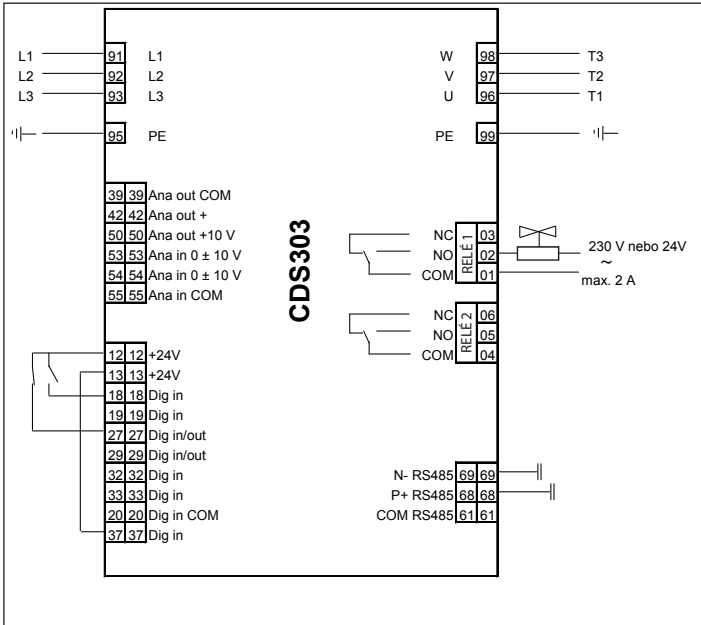 L1 91 L1 W 98 T3
L2 92 L2 V 97 T2
L3 93 L3 U 96 T1
95 PE PE 99
39 39 Ana out COM
42 42 Ana out +
50 50 Ana out +10 V
53 53 Ana in 0 ± 10 V
54 54 Ana in 0 ± 10 V
55 55 Ana in COM
CDS303
NC 03
NO 02
COM 01
RELÉ 1
230 V nebo 24V
~
max. 2 A
NC 06
NO 05
COM 04
RELÉ 2
12 12 +24V
13 13 +24V
18 18 Dig in
19 19 Dig in
27 27 Dig in/out
29 29 Dig in/out
32 32 Dig in
33 33 Dig in
20 20 Dig in COM
37 37 Dig in
N- RS485 69 69
P+ RS485 68 68
COM RS485 61 61